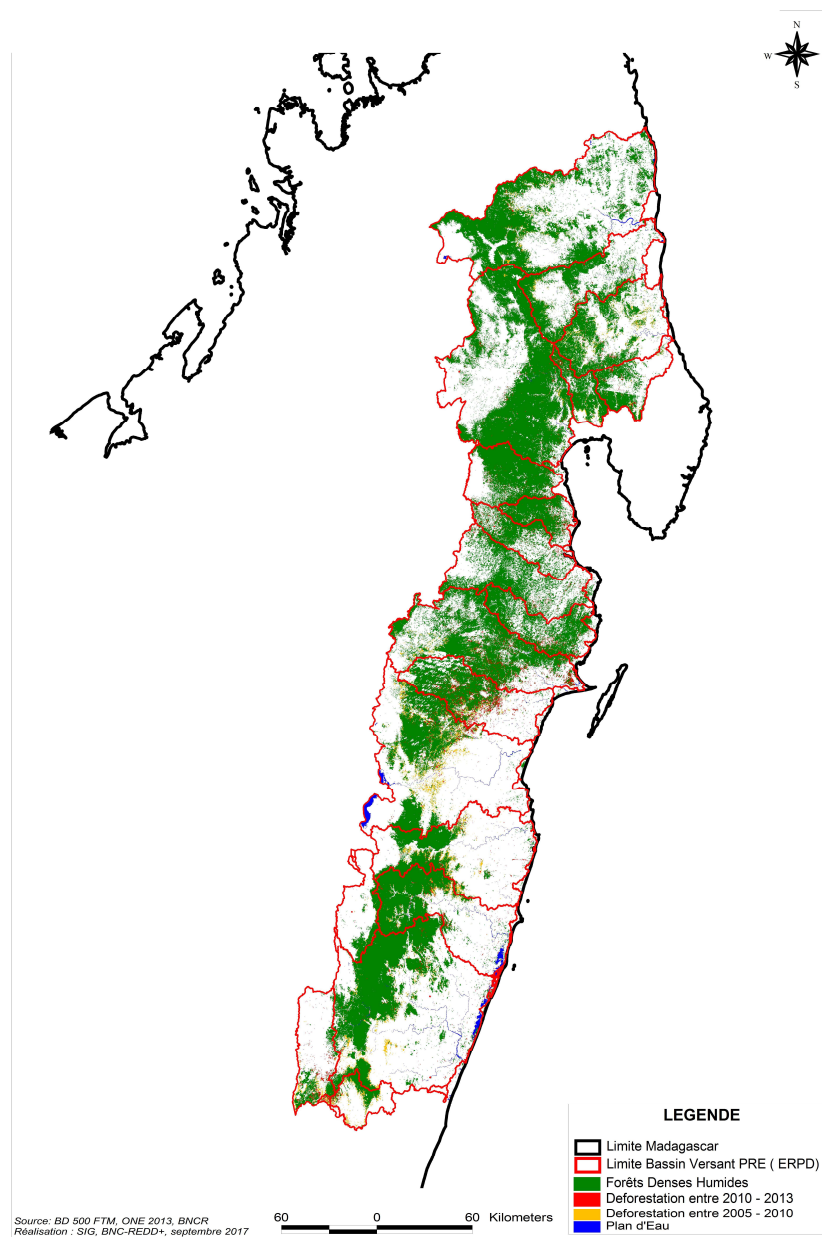 N
W
S
LEGENDE
Limite Madagascar
Limite Bassin Versant PRE ( ERPD)
Forêts Denses Humides
Deforestation entre 2010 - 2013
Deforestation entre 2005 - 2010
Plan d'Eau
60 0 60 Kilometers
Source: BD 500 FTM, ONE 2013, BNCR
Réalisation : SIG, BNC-REDD+, septembre 2017